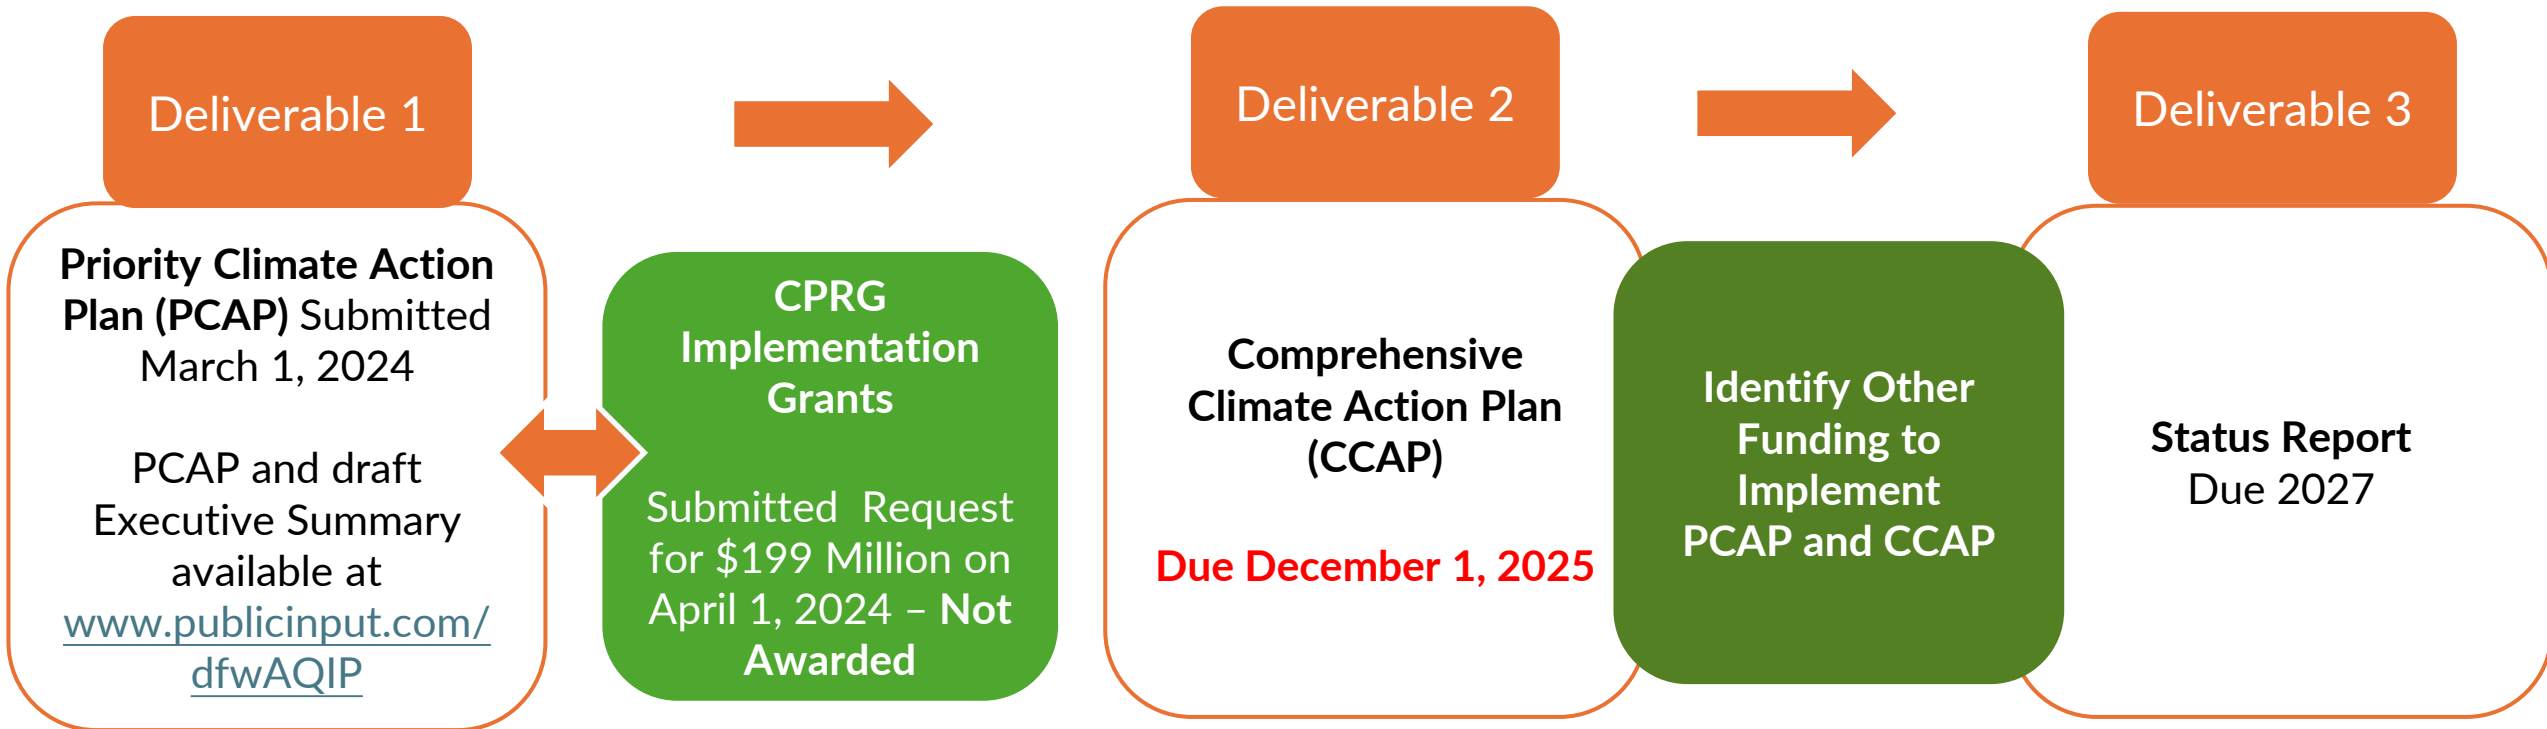 Deliverable 1
Priority Climate Action
Plan (PCAP) Submitted
March 1, 2024
PCAP and draft
Executive Summary
available at
www.publicinput.com/
dfwAQIP
CPRG
Implementation
Grants
Submitted Request
for $199 Million on
April 1, 2024 – Not
Awarded
Deliverable 2
Comprehensive
Climate Action Plan
(CCAP)
Due December 1, 2025
Identify Other
Funding to
Implement
PCAP and CCAP
Deliverable 3
Status Report
Due 2027